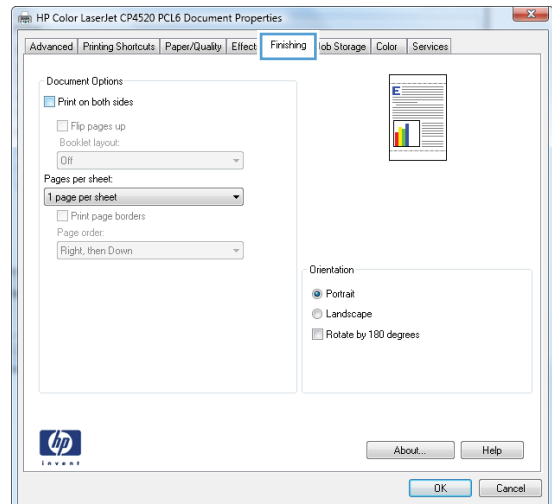 HP Color LaserJet CP4520 PCL6 Document Properties
Advanced Printing Shortcuts Paper/Quality Effect Finishing ob Storage Color Services
Document Options
Print on both sides
Flip pages up
Booklet layout:
Off
Pages per sheet:
1 page per sheet
Print page borders
Page order:
Right, then Down
E
Orientation
Portrait
Landscape
Rotate by 180 degrees
hp
invent
About... Help
OK Cancel